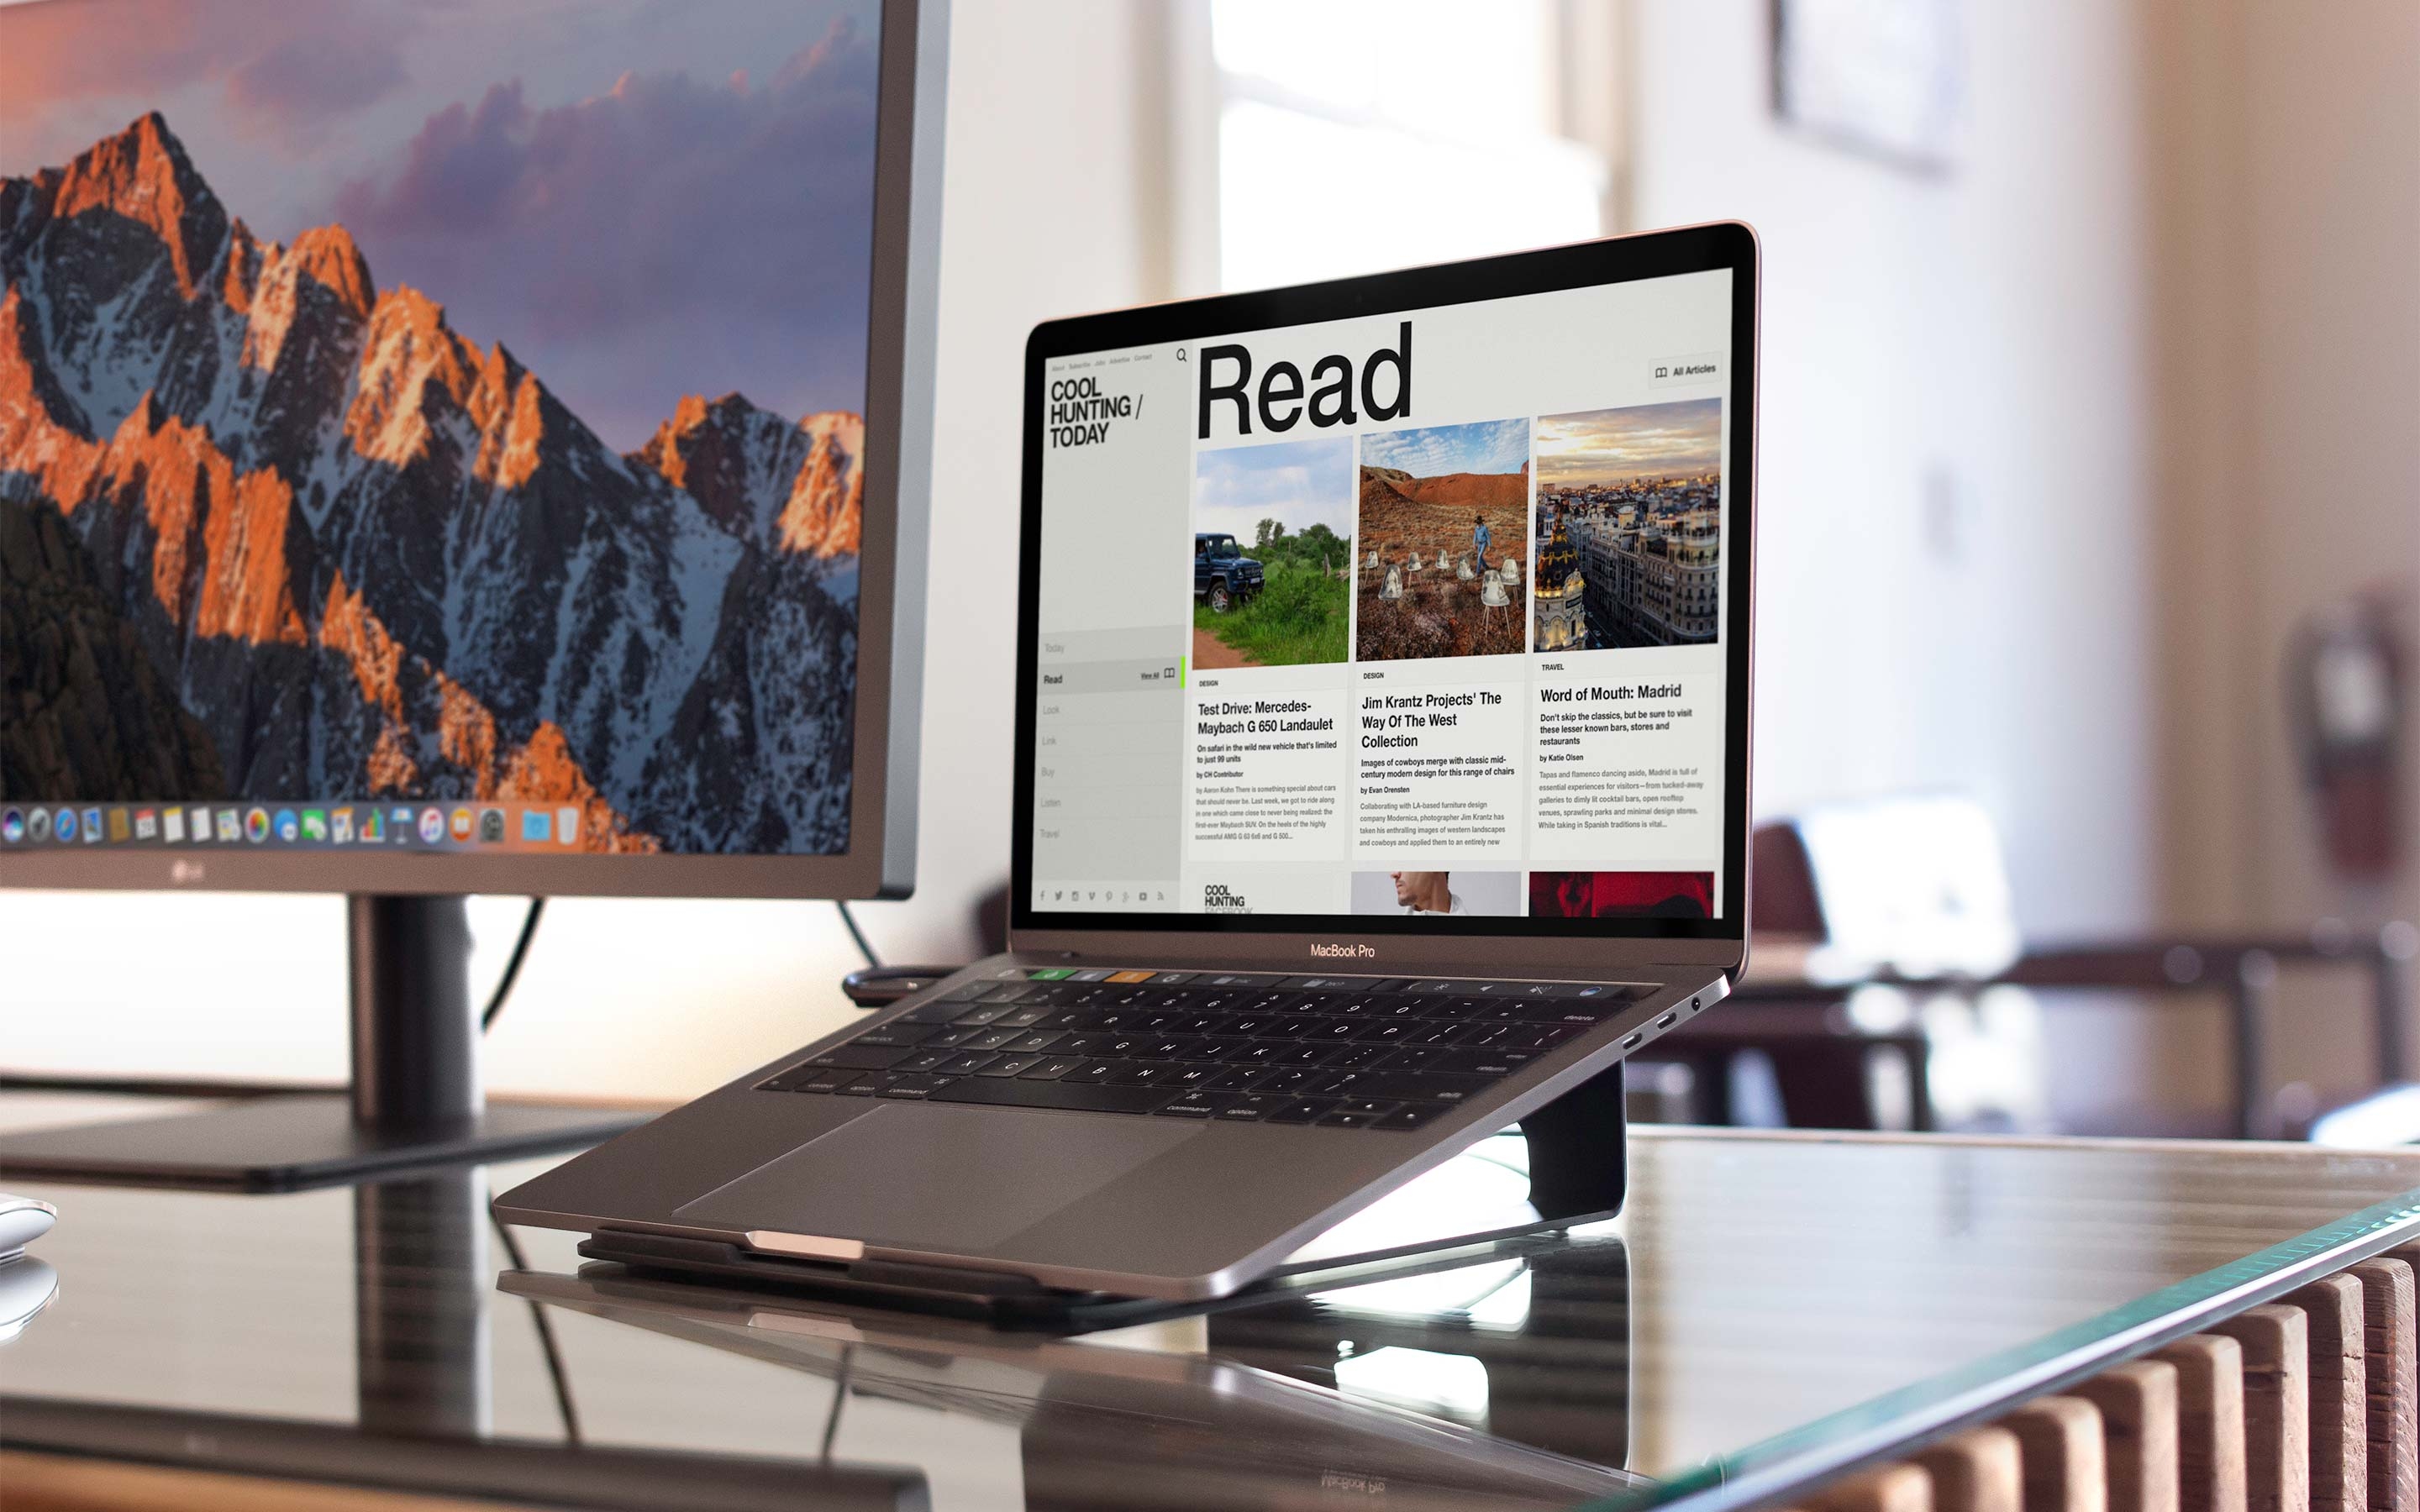 About Subscribe Jobs Advertise Contact
COOL
HUNTING /
TODAY
Read
All Articles
Today
Read View All
Look
Link
Buy
Listen
Travel
DESIGN
Test Drive: Mercedes-
Maybach G 650 Landaulet
On safari in the wild new vehicle that's limited
to just 99 units
by CH Contributor
by Aaron Kohn There is something special about cars
that should never be. Last week, we got to ride along
in one which came close to never being realized: the
first-ever Maybach SUV. On the heels of the highly
successful AMG G 63 6x6 and G 500...
DESIGN
Jim Krantz Projects' The
Way Of The West
Collection
Images of cowboys merge with classic mid-
century modern design for this range of chairs
by Evan Orensten
Collaborating with LA-based furniture design
company Modernica, photographer Jim Krantz has
taken his enthralling images of western landscapes
and cowboys and applied them to an entirely new
TRAVEL
Word of Mouth: Madrid
Don't skip the classics, but be sure to visit
these lesser known bars, stores and
restaurants
by Katie Olsen
Tapas and flamenco dancing aside, Madrid is full of
essential experiences for visitors—from tucked-away
galleries to dimly lit cocktail bars, open rooftop
venues, sprawling parks and minimal design stores.
While taking in Spanish traditions is vital...
COOL
HUNTING
FACEBOOK
MacBook Pro
delete
Q W E R T Y U I O P { } |
A S D F G H J K L
return
Z X C V B N M < > ?
control option command command option